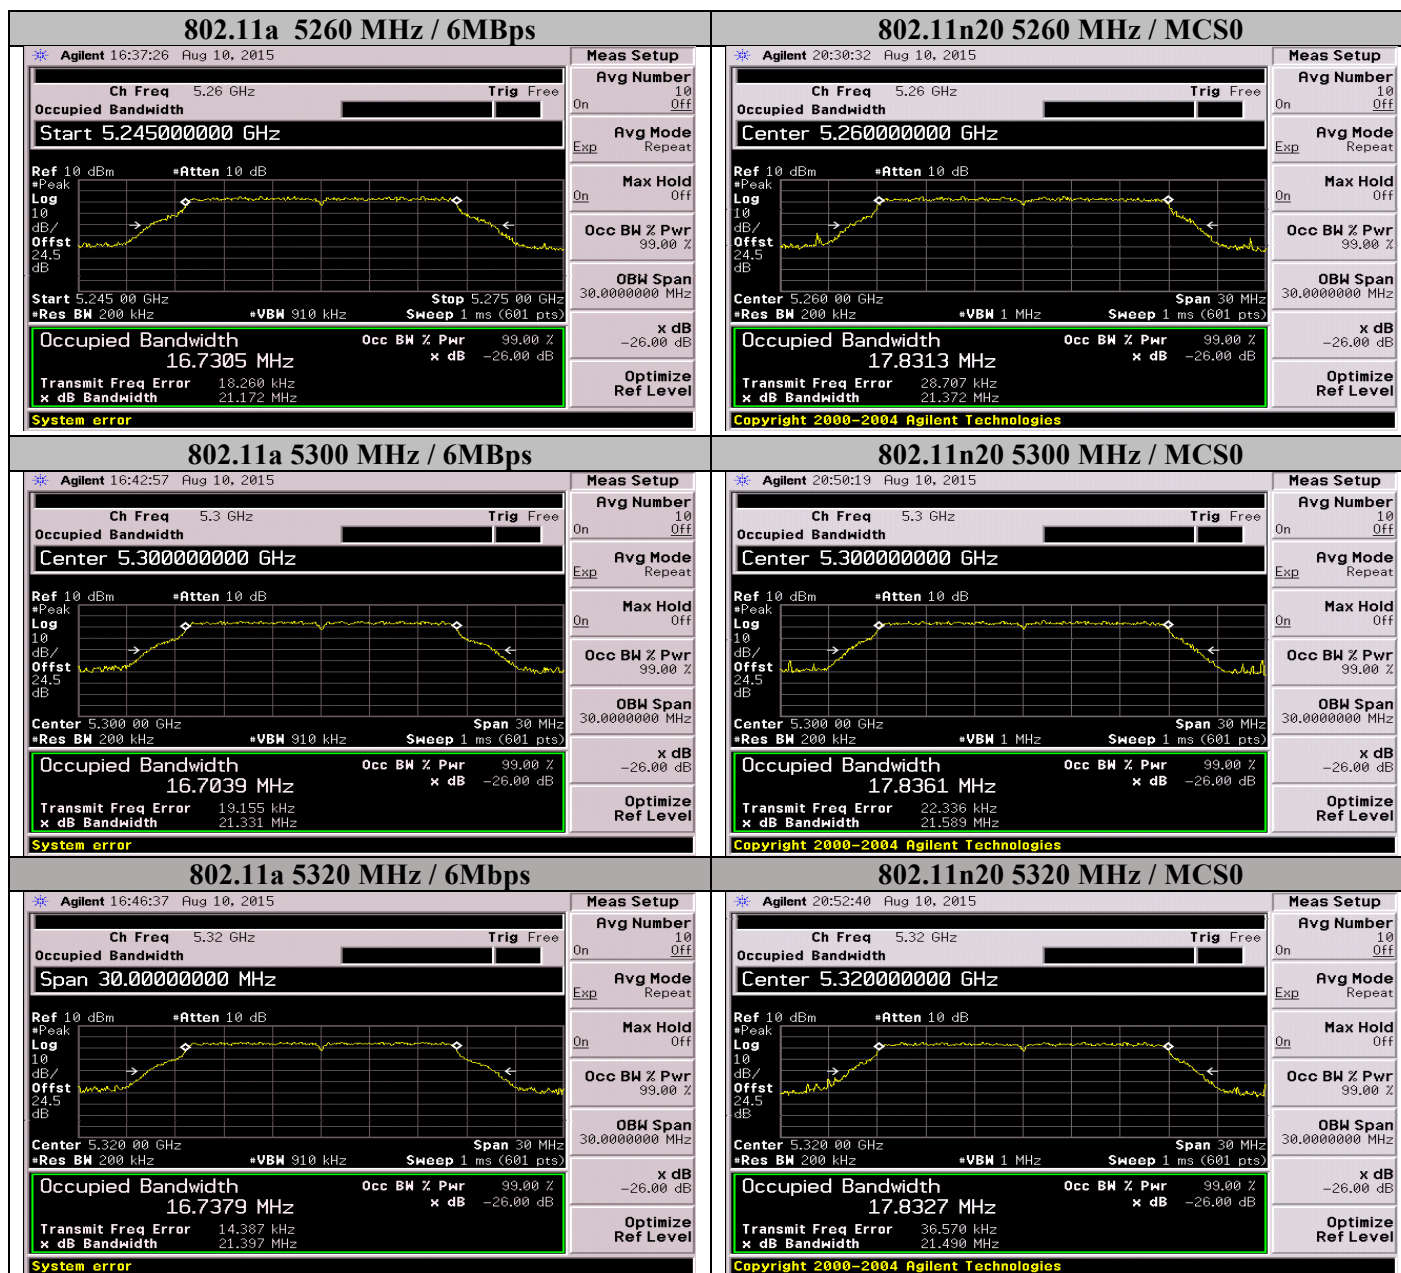 802.11a 5260 MHz / 6MBps
Agilent 16:37:26 Aug 10, 2015
Meas Setup
Ch Freq 5.26 GHz Trig Free
Occupied Bandwidth
Start 5.245000000 GHz
Ref 10 dBm #Atten 10 dB
#Peak
Log
10
dB/
Offst
24.5
dB
Start 5.245 00 GHz Stop 5.275 00 GHz
#Res BW 200 kHz #VBW 910 kHz Sweep 1 ms (601 pts)
Occupied Bandwidth Occ BW % Pwr 99.00 %
16.7305 MHz x dB -26.00 dB
Transmit Freq Error 18.260 kHz
x dB Bandwidth 21.172 MHz
System error
Avg Number
10
On Off
Avg Mode
Exp Repeat
Max Hold
On Off
Occ BW % Pwr
99.00 %
OBW Span
30.0000000 MHz
x dB
-26.00 dB
Optimize
Ref Level
802.11n20 5260 MHz / MCS0
Agilent 20:30:32 Aug 10, 2015
Meas Setup
Ch Freq 5.26 GHz Trig Free
Occupied Bandwidth
Center 5.260000000 GHz
Ref 10 dBm #Atten 10 dB
#Peak
Log
10
dB/
Offst
24.5
dB
Center 5.260 00 GHz Span 30 MHz
#Res BW 200 kHz #VBW 1 MHz Sweep 1 ms (601 pts)
Occupied Bandwidth Occ BW % Pwr 99.00 %
17.8313 MHz x dB -26.00 dB
Transmit Freq Error 28.707 kHz
x dB Bandwidth 21.372 MHz
Copyright 2000-2004 Agilent Technologies
Avg Number
10
On Off
Avg Mode
Exp Repeat
Max Hold
On Off
Occ BW % Pwr
99.00 %
OBW Span
30.0000000 MHz
x dB
-26.00 dB
Optimize
Ref Level
802.11a 5300 MHz / 6MBps
Agilent 16:42:57 Aug 10, 2015
Meas Setup
Ch Freq 5.3 GHz Trig Free
Occupied Bandwidth
Center 5.300000000 GHz
Ref 10 dBm #Atten 10 dB
#Peak
Log
10
dB/
Offst
24.5
dB
Center 5.300 00 GHz Span 30 MHz
#Res BW 200 kHz #VBW 910 kHz Sweep 1 ms (601 pts)
Occupied Bandwidth Occ BW % Pwr 99.00 %
16.7039 MHz x dB -26.00 dB
Transmit Freq Error 19.155 kHz
x dB Bandwidth 21.331 MHz
System error
Avg Number
10
On Off
Avg Mode
Exp Repeat
Max Hold
On Off
Occ BW % Pwr
99.00 %
OBW Span
30.0000000 MHz
x dB
-26.00 dB
Optimize
Ref Level
802.11n20 5300 MHz / MCS0
Agilent 20:50:19 Aug 10, 2015
Meas Setup
Ch Freq 5.3 GHz Trig Free
Occupied Bandwidth
Center 5.300000000 GHz
Ref 10 dBm #Atten 10 dB
#Peak
Log
10
dB/
Offst
24.5
dB
Center 5.300 00 GHz Span 30 MHz
#Res BW 200 kHz #VBW 1 MHz Sweep 1 ms (601 pts)
Occupied Bandwidth Occ BW % Pwr 99.00 %
17.8361 MHz x dB -26.00 dB
Transmit Freq Error 22.336 kHz
x dB Bandwidth 21.589 MHz
Copyright 2000-2004 Agilent Technologies
Avg Number
10
On Off
Avg Mode
Exp Repeat
Max Hold
On Off
Occ BW % Pwr
99.00 %
OBW Span
30.0000000 MHz
x dB
-26.00 dB
Optimize
Ref Level
802.11a 5320 MHz / 6Mbps
Agilent 16:46:37 Aug 10, 2015
Meas Setup
Ch Freq 5.32 GHz Trig Free
Occupied Bandwidth
Span 30.00000000 MHz
Ref 10 dBm #Atten 10 dB
#Peak
Log
10
dB/
Offst
24.5
dB
Center 5.320 00 GHz Span 30 MHz
#Res BW 200 kHz #VBW 910 kHz Sweep 1 ms (601 pts)
Occupied Bandwidth Occ BW % Pwr 99.00 %
16.7379 MHz x dB -26.00 dB
Transmit Freq Error 14.387 kHz
x dB Bandwidth 21.397 MHz
System error
Avg Number
10
On Off
Avg Mode
Exp Repeat
Max Hold
On Off
Occ BW % Pwr
99.00 %
OBW Span
30.0000000 MHz
x dB
-26.00 dB
Optimize
Ref Level
802.11n20 5320 MHz / MCS0
Agilent 20:52:40 Aug 10, 2015
Meas Setup
Ch Freq 5.32 GHz Trig Free
Occupied Bandwidth
Center 5.320000000 GHz
Ref 10 dBm #Atten 10 dB
#Peak
Log
10
dB/
Offst
24.5
dB
Center 5.320 00 GHz Span 30 MHz
#Res BW 200 kHz #VBW 1 MHz Sweep 1 ms (601 pts)
Occupied Bandwidth Occ BW % Pwr 99.00 %
17.8327 MHz x dB -26.00 dB
Transmit Freq Error 36.570 kHz
x dB Bandwidth 21.490 MHz
Copyright 2000-2004 Agilent Technologies
Avg Number
10
On Off
Avg Mode
Exp Repeat
Max Hold
On Off
Occ BW % Pwr
99.00 %
OBW Span
30.0000000 MHz
x dB
-26.00 dB
Optimize
Ref Level